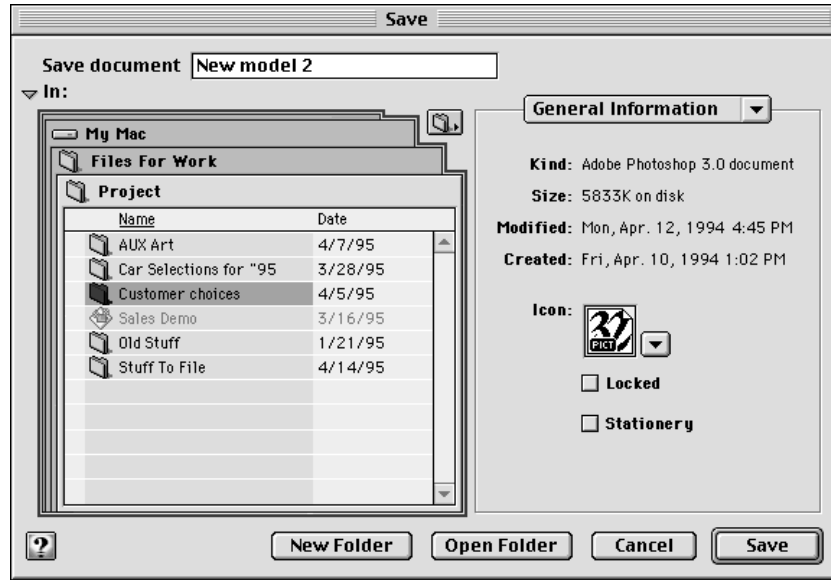 Save
Save document New model 2
In:
My Mac
Files For Work
Project
Name Date
AUX Art 4/7/95
Car Selections for "95 3/28/95
Customer choices 4/5/95
Sales Demo 3/16/95
Old Stuff 1/21/95
Stuff To File 4/14/95
General Information
Kind: Adobe Photoshop 3.0 document
Size: 5833K on disk
Modified: Mon, Apr. 12, 1994 4:45 PM
Created: Fri, Apr. 10, 1994 1:02 PM
Icon:
PICT
Locked
Stationery
? New Folder Open Folder Cancel Save